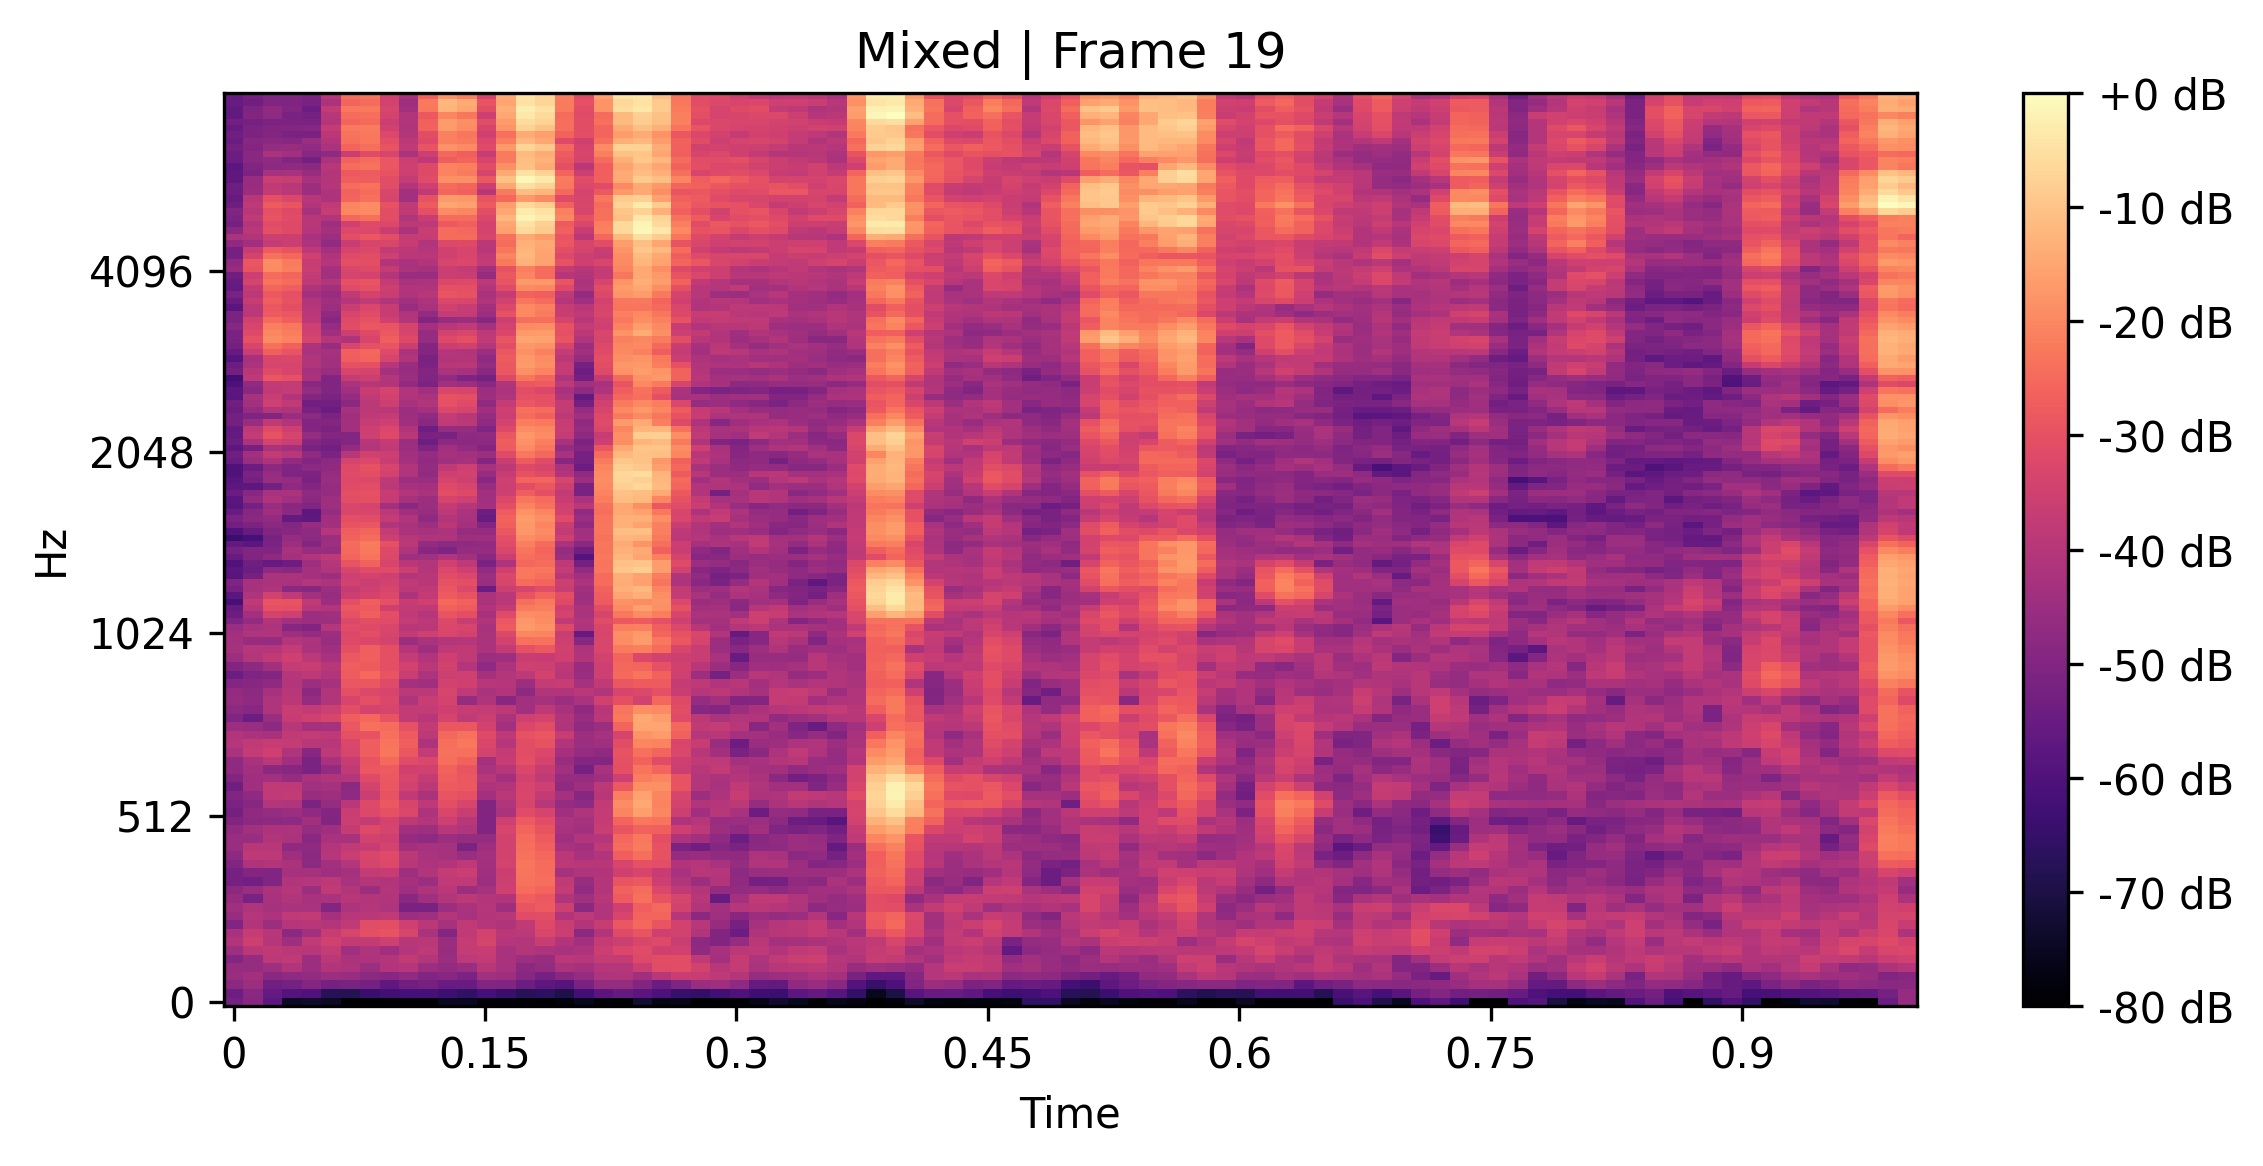 Mixed | Frame 19
+0 dB
-10 dB
-20 dB
-30 dB
-40 dB
-50 dB
-60 dB
-70 dB
-80 dB
Hz
4096
2048
1024
512
0
0 0.15 0.3 0.45 0.6 0.75 0.9
Time